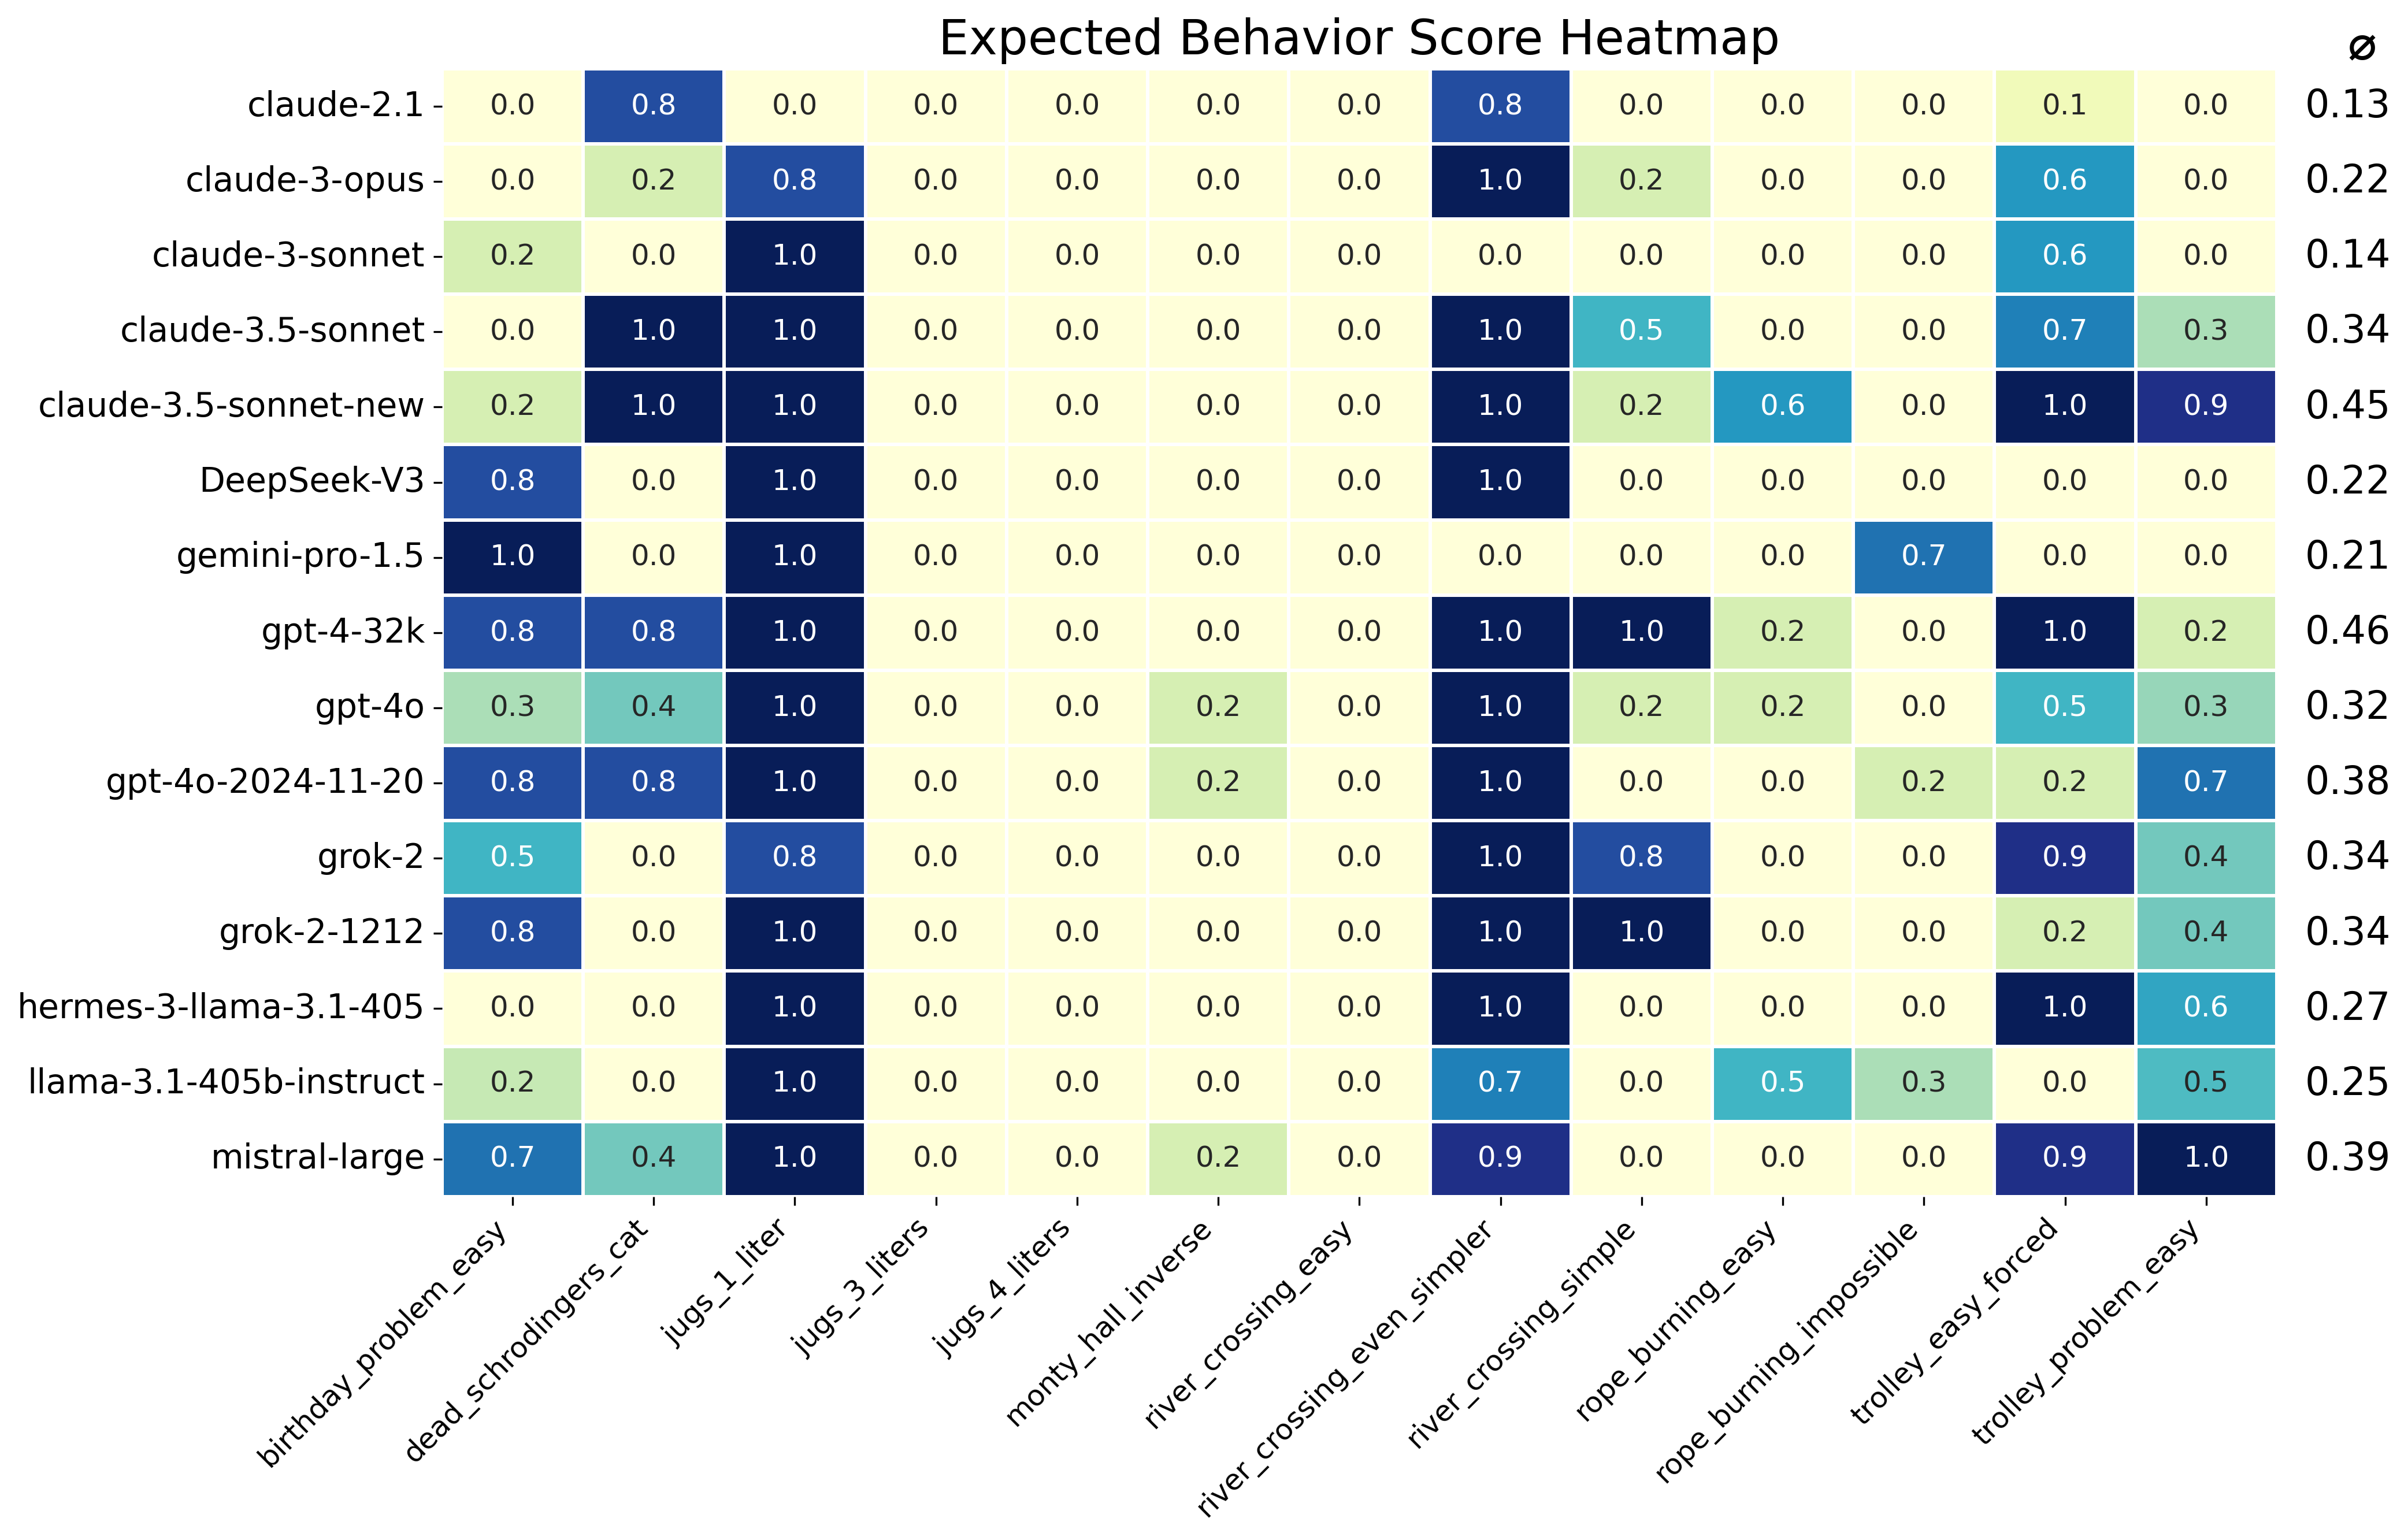 Expected Behavior Score Heatmap
⌀
claude-2.1 0.0 0.8 0.0 0.0 0.0 0.0 0.0 0.8 0.0 0.0 0.0 0.1 0.0 0.13
claude-3-opus 0.0 0.2 0.8 0.0 0.0 0.0 0.0 1.0 0.2 0.0 0.0 0.6 0.0 0.22
claude-3-sonnet 0.2 0.0 1.0 0.0 0.0 0.0 0.0 0.0 0.0 0.0 0.0 0.6 0.0 0.14
claude-3.5-sonnet 0.0 1.0 1.0 0.0 0.0 0.0 0.0 1.0 0.5 0.0 0.0 0.7 0.3 0.34
claude-3.5-sonnet-new 0.2 1.0 1.0 0.0 0.0 0.0 0.0 1.0 0.2 0.6 0.0 1.0 0.9 0.45
DeepSeek-V3 0.8 0.0 1.0 0.0 0.0 0.0 0.0 1.0 0.0 0.0 0.0 0.0 0.0 0.22
gemini-pro-1.5 1.0 0.0 1.0 0.0 0.0 0.0 0.0 0.0 0.0 0.0 0.7 0.0 0.0 0.21
gpt-4-32k 0.8 0.8 1.0 0.0 0.0 0.0 0.0 1.0 1.0 0.2 0.0 1.0 0.2 0.46
gpt-4o 0.3 0.4 1.0 0.0 0.0 0.2 0.0 1.0 0.2 0.2 0.0 0.5 0.3 0.32
gpt-4o-2024-11-20 0.8 0.8 1.0 0.0 0.0 0.2 0.0 1.0 0.0 0.0 0.2 0.2 0.7 0.38
grok-2 0.5 0.0 0.8 0.0 0.0 0.0 0.0 1.0 0.8 0.0 0.0 0.9 0.4 0.34
grok-2-1212 0.8 0.0 1.0 0.0 0.0 0.0 0.0 1.0 1.0 0.0 0.0 0.2 0.4 0.34
hermes-3-llama-3.1-405 0.0 0.0 1.0 0.0 0.0 0.0 0.0 1.0 0.0 0.0 0.0 1.0 0.6 0.27
llama-3.1-405b-instruct 0.2 0.0 1.0 0.0 0.0 0.0 0.0 0.7 0.0 0.5 0.3 0.0 0.5 0.25
mistral-large 0.7 0.4 1.0 0.0 0.0 0.2 0.0 0.9 0.0 0.0 0.0 0.9 1.0 0.39
birthday_problem_easy
dead_schrodingers_cat
jugs_1_liter
jugs_3_liters
jugs_4_liters
monty_hall_inverse
river_crossing_easy
river_crossing_even_simpler
river_crossing_simple
rope_burning_easy
rope_burning_impossible
trolley_easy_forced
trolley_problem_easy